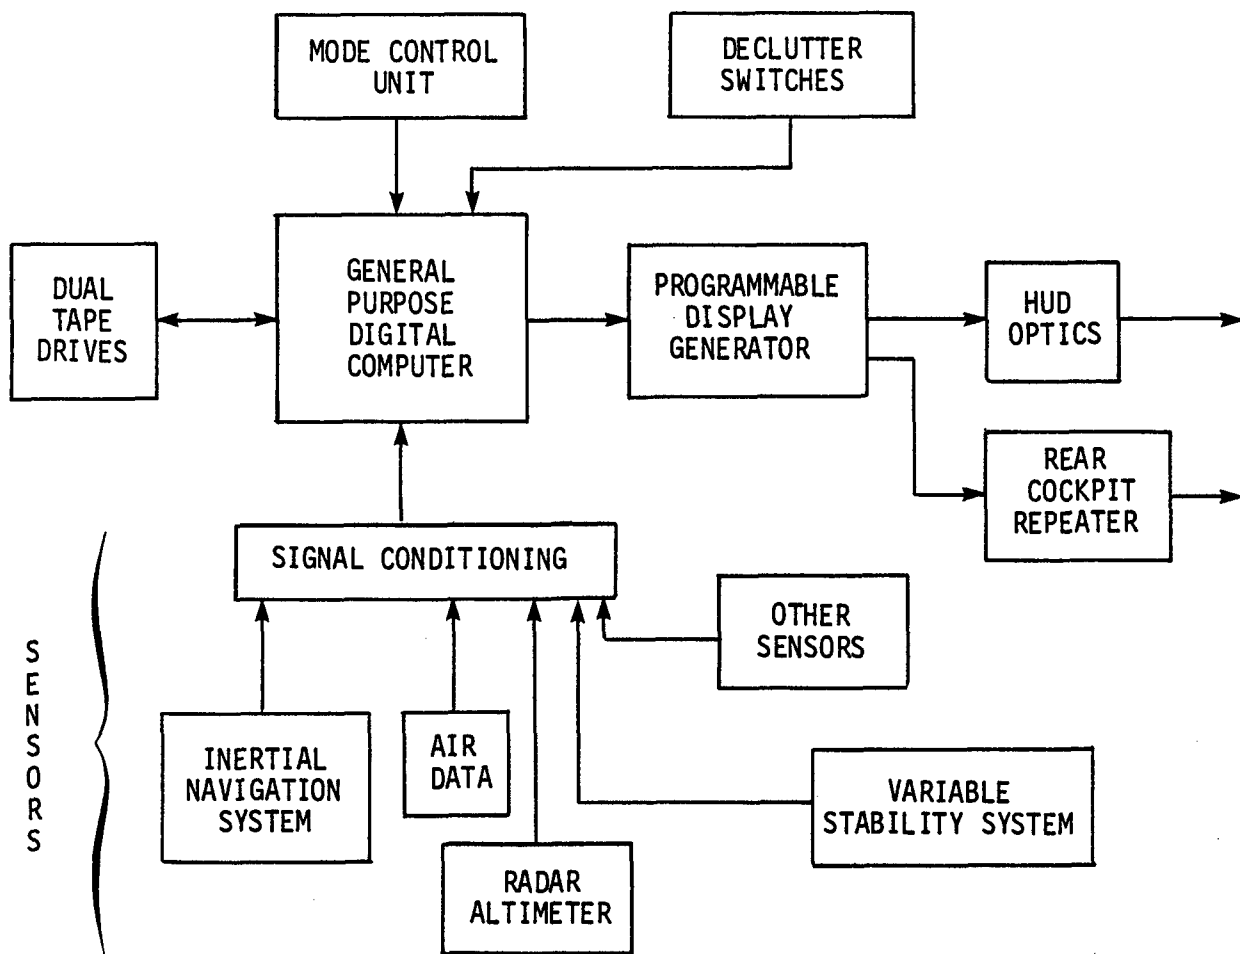 MODE CONTROL
UNIT
DECLUTTER
SWITCHES
DUAL
TAPE
DRIVES
GENERAL
PURPOSE
DIGITAL
COMPUTER
PROGRAMMABLE
DISPLAY
GENERATOR
HUD
OPTICS
REAR
COCKPIT
REPEATER
SIGNAL CONDITIONING
OTHER
SENSORS
SENSORS
INERTIAL
NAVIGATION
SYSTEM
AIR
DATA
VARIABLE
STABILITY SYSTEM
RADAR
ALTIMETER